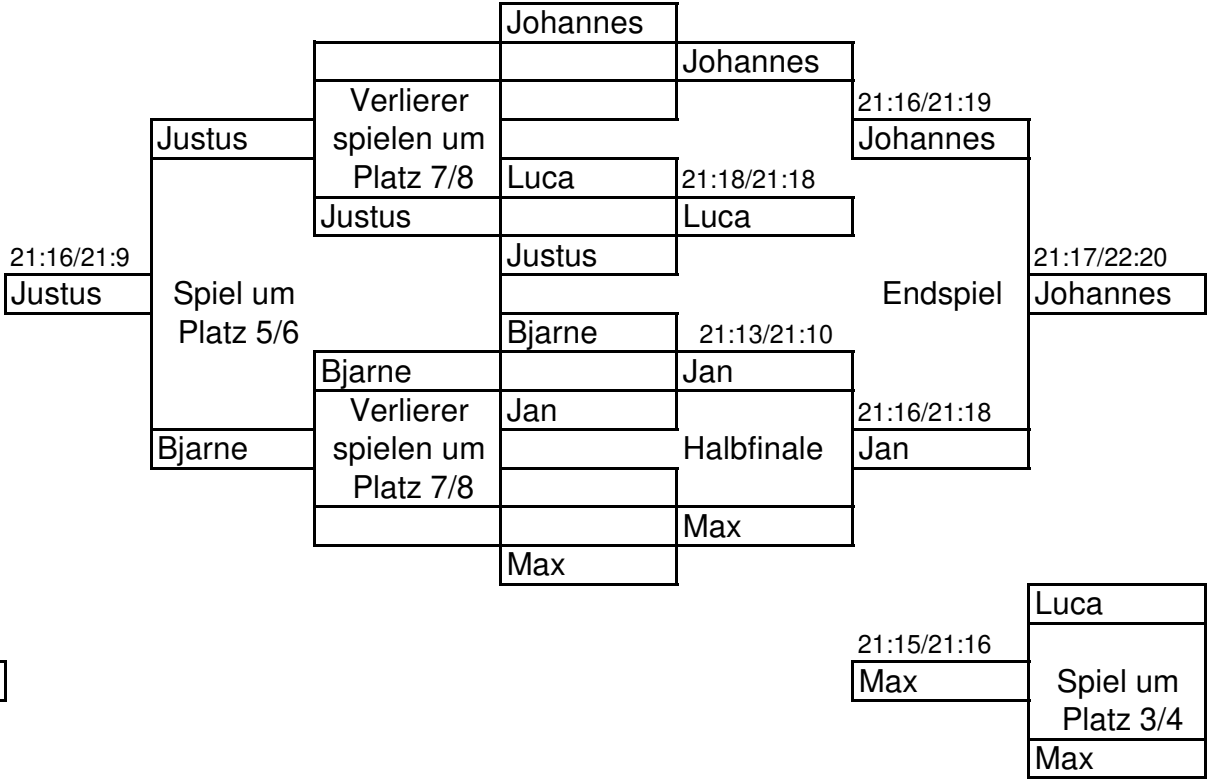 Johannes
Johannes
Verlierer
21:16/21:19
Justus
spielen um
Johannes
Platz 7/8
Luca
21:18/21:18
Justus
Luca
21:16/21:9
Justus
21:17/22:20
Justus
Spiel um
Endspiel
Johannes
Platz 5/6
Bjarne
21:13/21:10
Bjarne
Jan
Verlierer
Jan
21:16/21:18
Bjarne
spielen um
Halbfinale
Jan
Platz 7/8
Max
Max
Luca
21:15/21:16
Max
Spiel um
Platz 3/4
Max